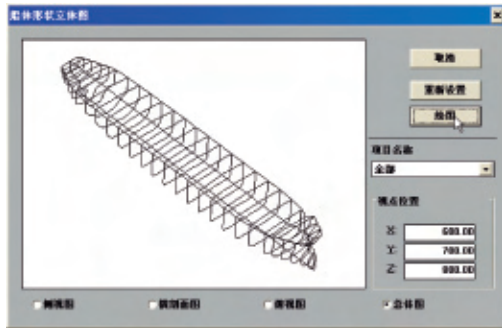 船体形状立体图
取消
重新设置
绘图
项目名称
全部
视点位置
X: 600.00
Y: 700.00
Z: 800.00
侧视图
横剖面图
俯视图
总体图